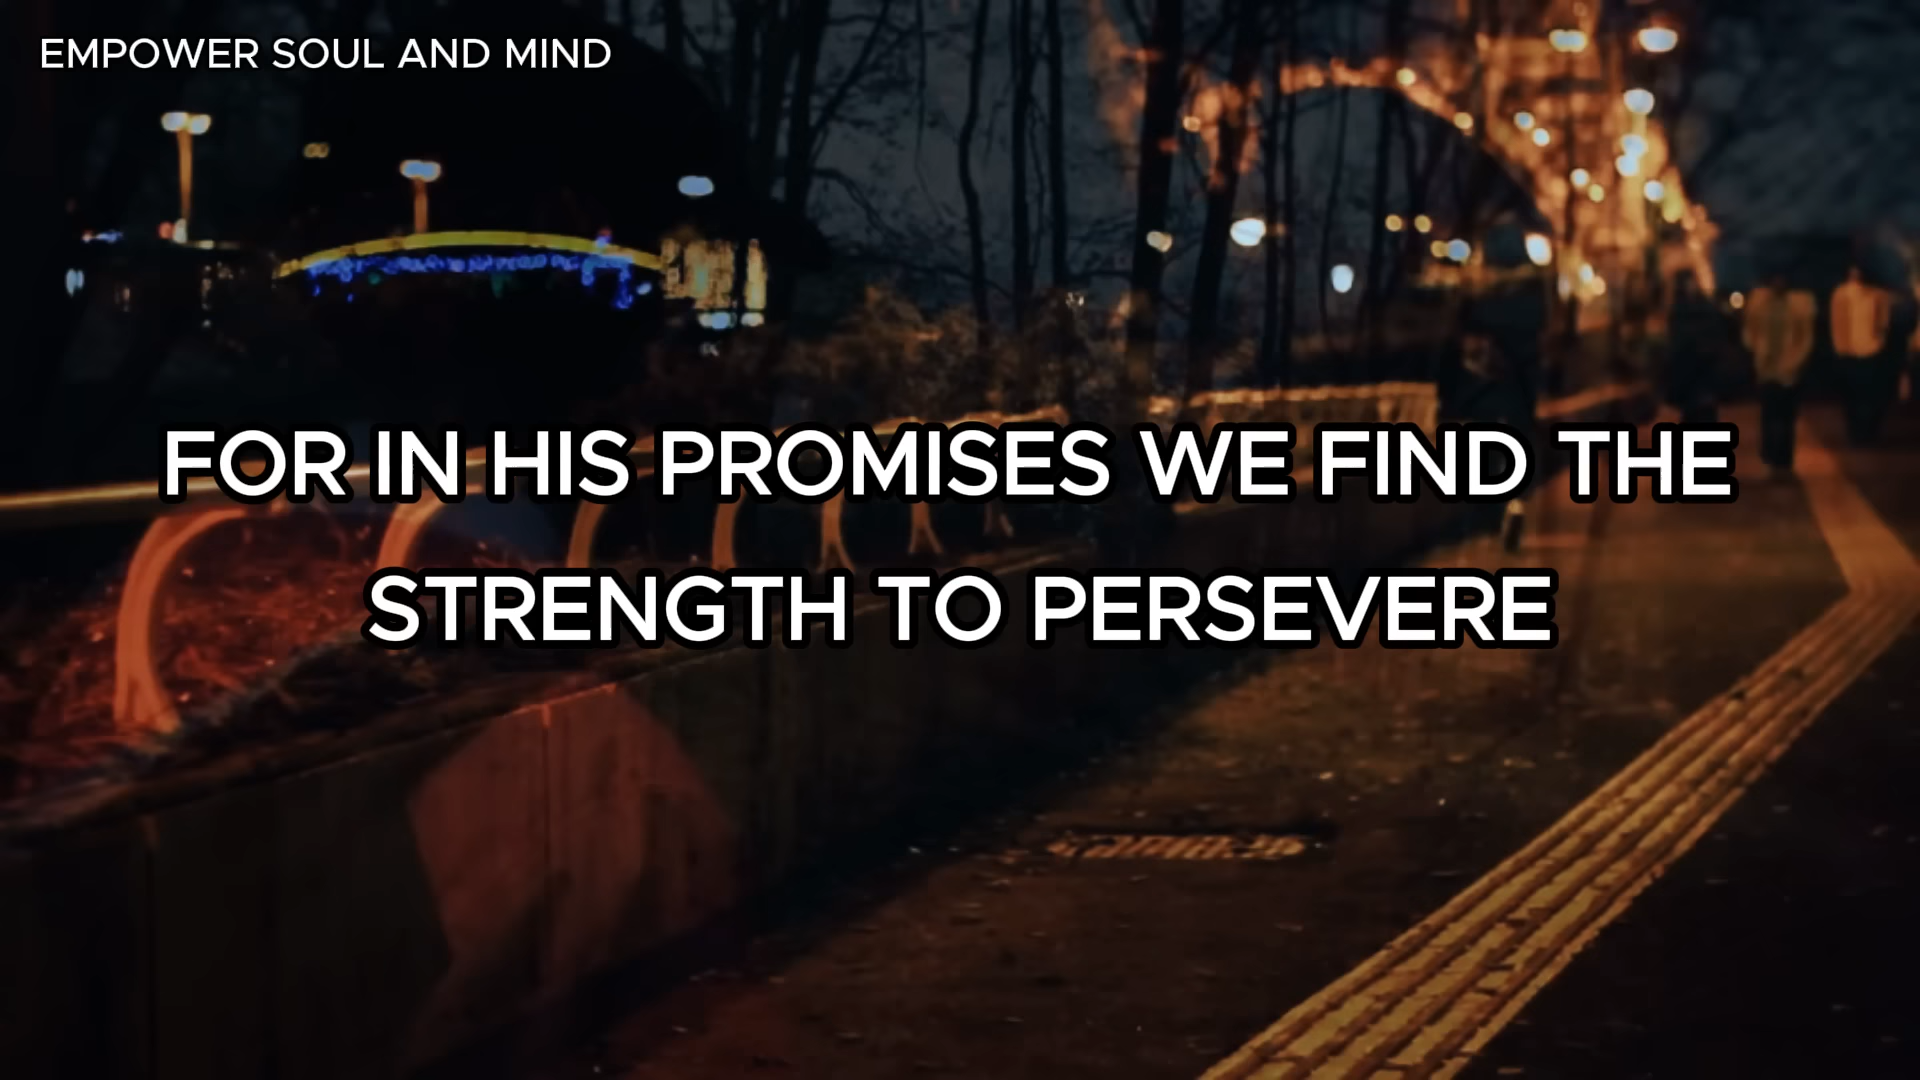 EMPOWER SOUL AND MIND
FOR IN HIS PROMISES WE FIND THE
STRENGTH TO PERSEVERE